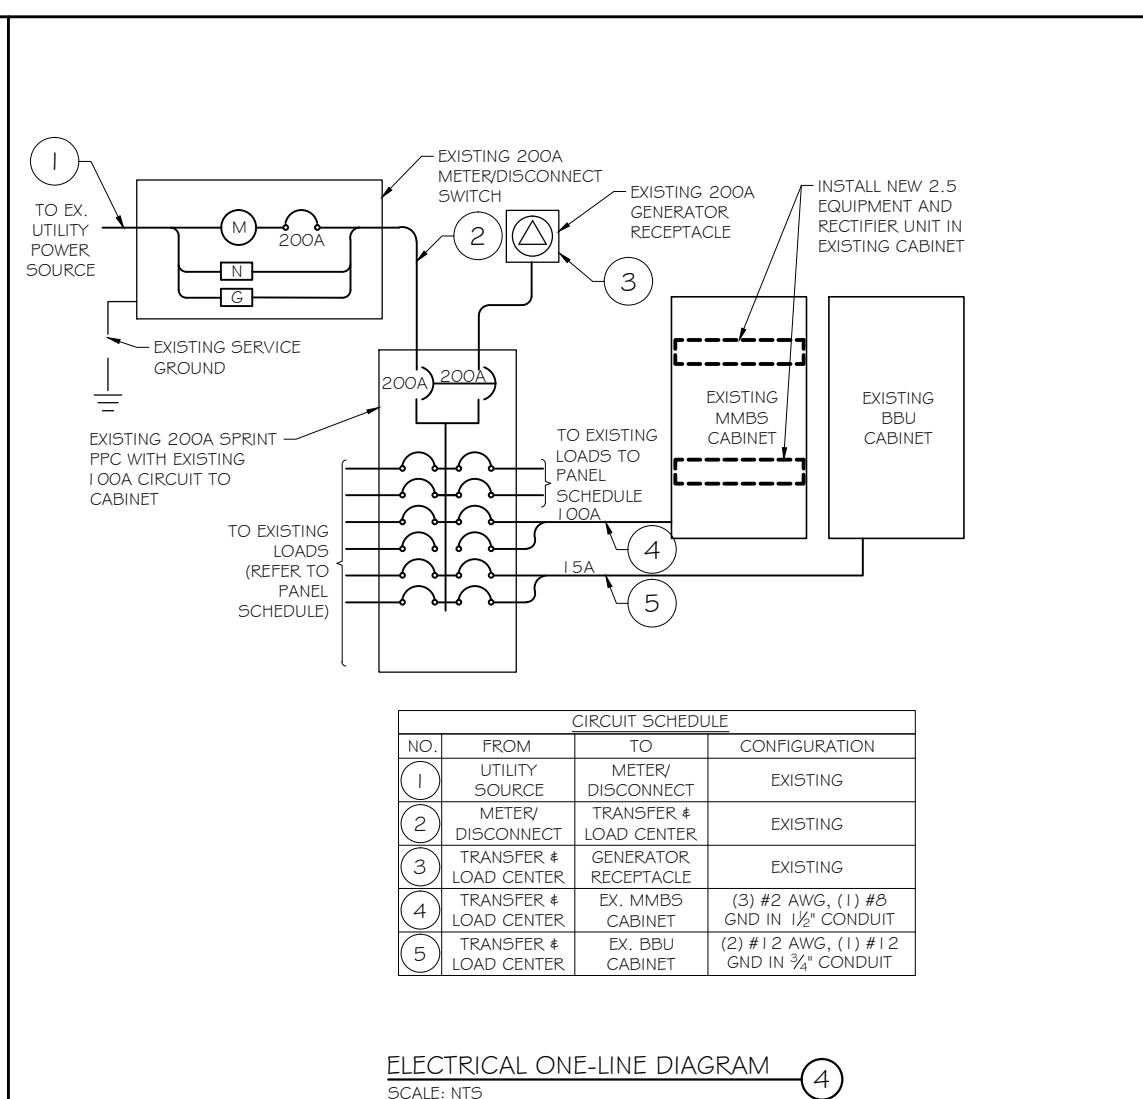 1
EXISTING 200A
METER/DISCONNECT
SWITCH
TO EX.
UTILITY
POWER
SOURCE
M
200A
N
G
2
EXISTING 200A
GENERATOR
RECEPTACLE
3
INSTALL NEW 2.5
EQUIPMENT AND
RECTIFIER UNIT IN
EXISTING CABINET
EXISTING SERVICE
GROUND
200A
200A
EXISTING
MMBS
CABINET
EXISTING
BBU
CABINET
EXISTING 200A SPRINT
PPC WITH EXISTING
100A CIRCUIT TO
CABINET
TO EXISTING
LOADS TO
PANEL
SCHEDULE
100A
4
TO EXISTING
LOADS
(REFER TO
PANEL
SCHEDULE)
15A
5
CIRCUIT SCHEDULE
NO. FROM TO CONFIGURATION
1 UTILITY SOURCE METER/ DISCONNECT EXISTING
2 METER/ DISCONNECT TRANSFER & LOAD CENTER EXISTING
3 TRANSFER & LOAD CENTER GENERATOR RECEPTACLE EXISTING
4 TRANSFER & LOAD CENTER EX. MMBS CABINET (3) #2 AWG, (1) #8 GND IN 1½" CONDUIT
5 TRANSFER & LOAD CENTER EX. BBU CABINET (2) #12 AWG, (1) #12 GND IN ¾" CONDUIT
ELECTRICAL ONE-LINE DIAGRAM 4
SCALE: NTS